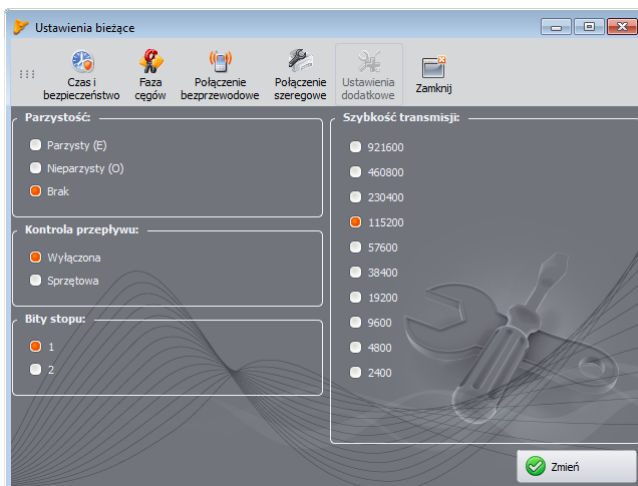 Ustawienia bieżące
Czas i
bezpieczeństwo
Faza
cęgów
Połączenie
bezprzewodowe
Połączenie
szeregowe
Ustawienia
dodatkowe
Zamknij
Parzystość:
Parzysty (E)
Nieparzysty (O)
Brak
Kontrola przepływu:
Wyłączona
Sprzętowa
Bity stopu:
1
2
Szybkość transmisji:
921600
460800
230400
115200
57600
38400
19200
9600
4800
2400
Zmień